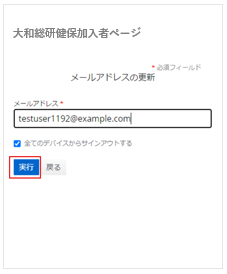 大和総研健保加入者ページ
* 必須フィールド
メールアドレスの更新
メールアドレス *
testuser1192@example.com
全てのデバイスからサインアウトする
実行 戻る